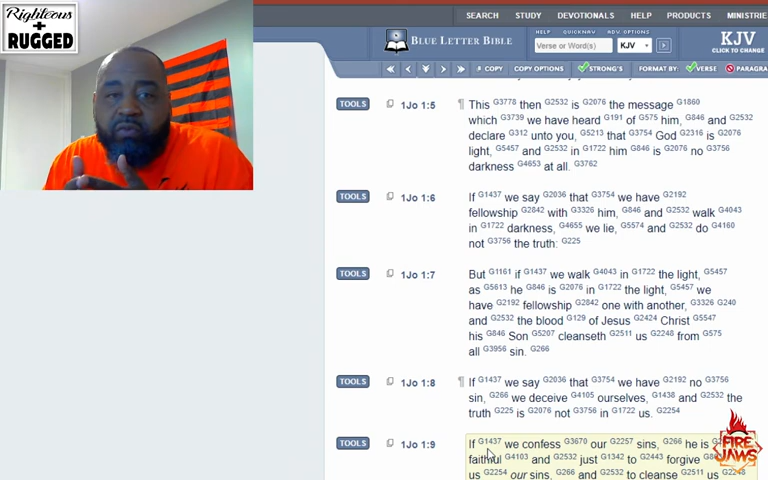 Righteous
+
RUGGED
SEARCH STUDY DEVOTIONALS HELP PRODUCTS MINISTRIE
BLUE LETTER BIBLE
HELP QUICKNAV ADV. OPTIONS
Verse or Word(s) KJV
KJV
CLICK TO CHANGE
COPY COPY OPTIONS STRONG'S FORMAT BY VERSE PARAGRA
TOOLS 1Jo 1:5 ¶ This G3778 then G2532 is G2076 the message G1860
which G3739 we have heard G191 of G575 him, G846 and G2532
declare G312 unto you, G5213 that G3754 God G2316 is G2076
light, G5457 and G2532 in G1722 him G846 is G2076 no G3756
darkness G4653 at all. G3762
TOOLS 1Jo 1:6 If G1437 we say G2036 that G3754 we have G2192
fellowship G2842 with G3326 him, G846 and G2532 walk G4043
in G1722 darkness, G4655 we lie, G5574 and G2532 do G4160
not G3756 the truth: G225
TOOLS 1Jo 1:7 But G1161 if G1437 we walk G4043 in G1722 the light, G5457
as G5613 he G846 is G2076 in G1722 the light, G5457 we
have G2192 fellowship G2842 one with another, G3326 G240
and G2532 the blood G129 of Jesus G2424 Christ G5547
his G846 Son G5207 cleanseth G2511 us G2248 from G575
all G3956 sin. G266
TOOLS 1Jo 1:8 ¶ If G1437 we say G2036 that G3754 we have G2192 no G3756
sin, G266 we deceive G4105 ourselves, G1438 and G2532 the
truth G225 is G2076 not G3756 in G1722 us. G2254
TOOLS 1Jo 1:9 If G1437 we confess G3670 our G2257 sins, G266 he is
faithful G4103 and G2532 just G1342 to G2443 forgive
us G2254 our sins, G266 and G2532 to cleanse G2511 us G2248
FIRE
JAWS